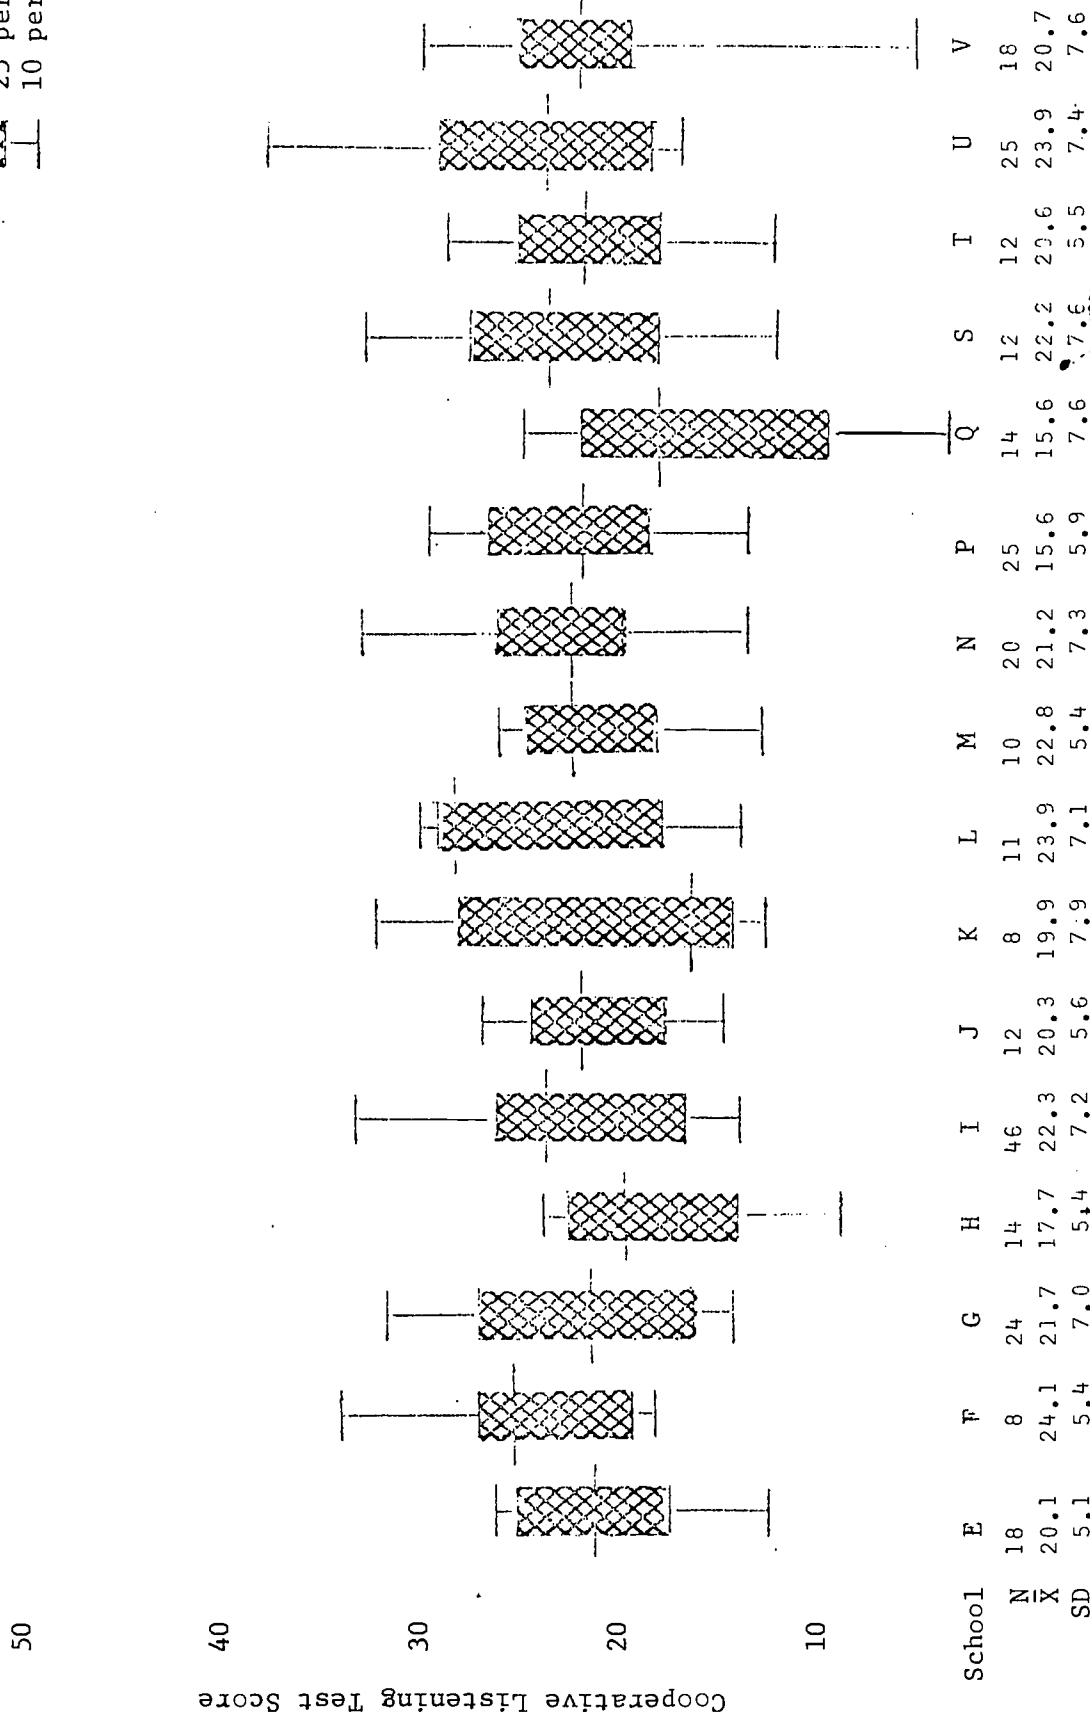 25 per
10 per
50
40
30
20
10
Cooperative Listening Test Score
School E F G H I J K L M N P Q S T U V
N 18 8 24 14 46 12 8 11 10 20 25 14 12 12 25 18
X̄ 20.1 24.1 21.7 17.7 22.3 20.3 19.9 23.9 22.8 21.2 15.6 15.6 22.2 20.6 23.9 20.7
SD 5.1 5.4 7.0 5.4 7.2 5.6 7.9 7.1 5.4 7.3 5.9 7.6 7.6 5.5 7.4 7.6